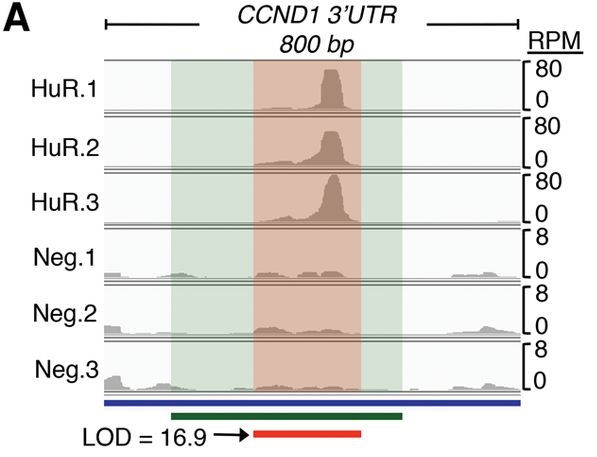 A
CCND1 3'UTR
800 bp
RPM
HuR.1
80
0
HuR.2
80
0
HuR.3
80
0
Neg.1
8
0
Neg.2
8
0
Neg.3
8
0
LOD = 16.9